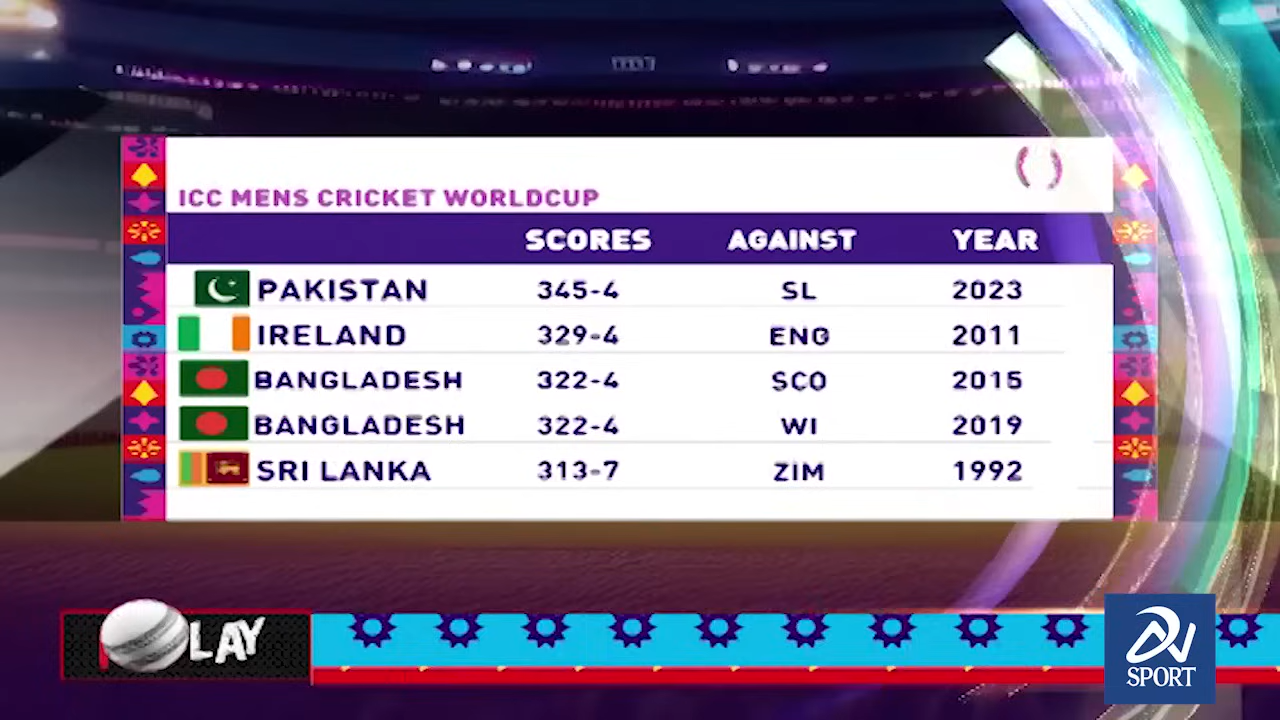 ICC MENS CRICKET WORLDCUP
SCORES AGAINST YEAR
PAKISTAN 345-4 SL 2023
IRELAND 329-4 ENG 2011
BANGLADESH 322-4 SCO 2015
BANGLADESH 322-4 WI 2019
SRI LANKA 313-7 ZIM 1992
LAY
SPORT